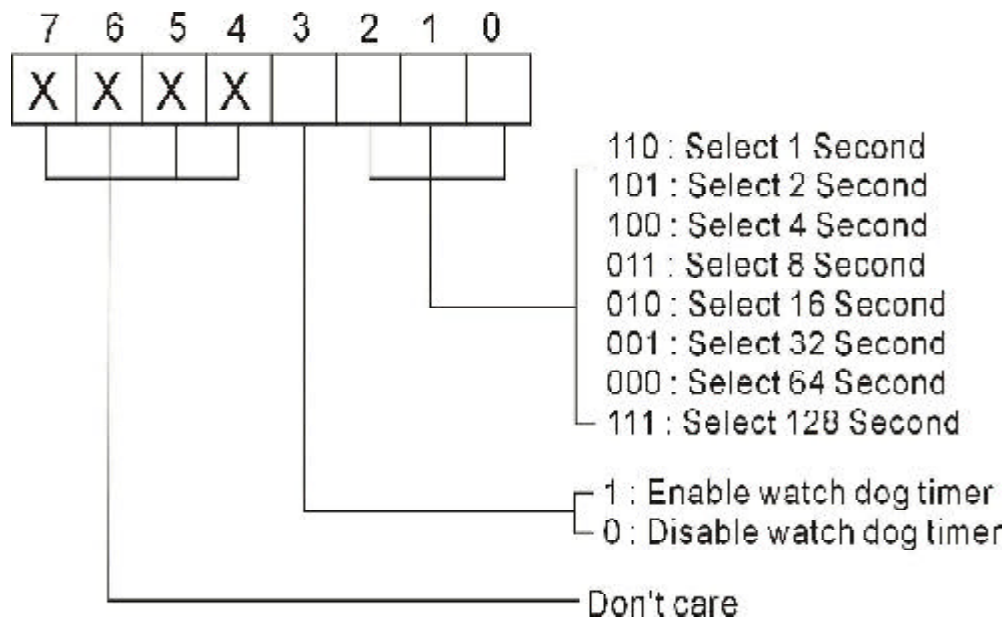 7 6 5 4 3 2 1 0
X X X X
110 : Select 1 Second
101 : Select 2 Second
100 : Select 4 Second
011 : Select 8 Second
010 : Select 16 Second
001 : Select 32 Second
000 : Select 64 Second
111 : Select 128 Second
1 : Enable watch dog timer
0 : Disable watch dog timer
Don't care